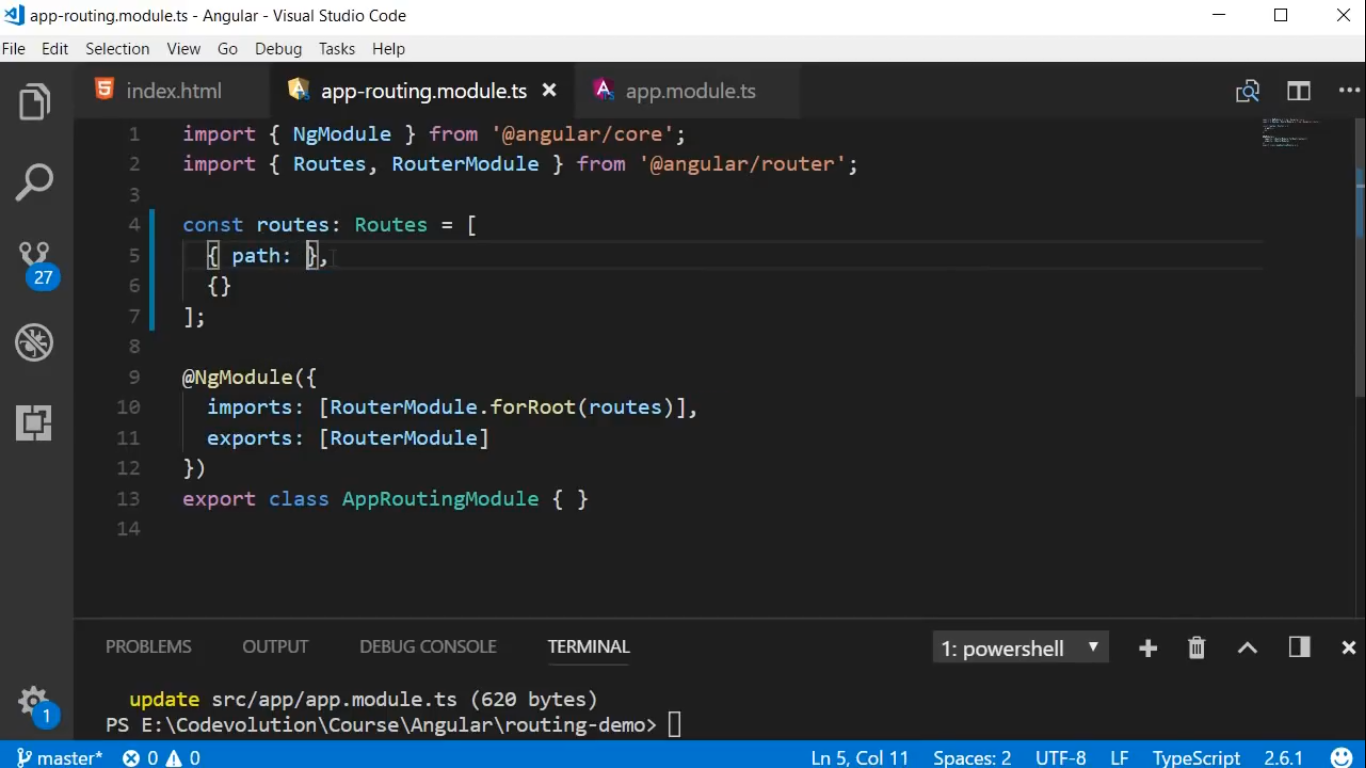 app-routing.module.ts - Angular - Visual Studio Code
File Edit Selection View Go Debug Tasks Help
index.html app-routing.module.ts app.module.ts
1 import { NgModule } from '@angular/core';
2 import { Routes, RouterModule } from '@angular/router';
3
4 const routes: Routes = [
5 { path: },
6 {}
7 ];
8
9 @NgModule({
10 imports: [RouterModule.forRoot(routes)],
11 exports: [RouterModule]
12 })
13 export class AppRoutingModule { }
14
27
PROBLEMS OUTPUT DEBUG CONSOLE TERMINAL 1: powershell
update src/app/app.module.ts (620 bytes)
PS E:\Codevolution\Course\Angular\routing-demo>
1
master* 0 0 Ln 5, Col 11 Spaces: 2 UTF-8 LF TypeScript 2.6.1